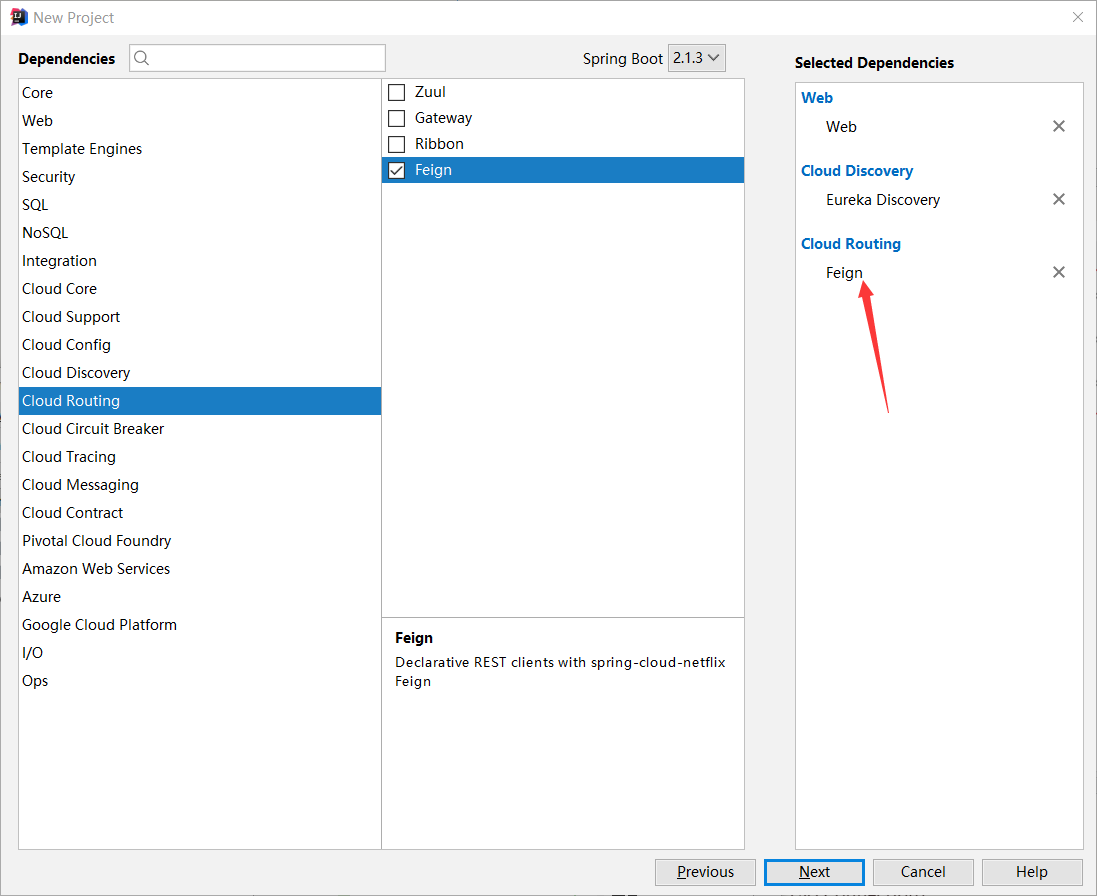 New Project
Dependencies
Spring Boot 2.1.3
Core
Web
Template Engines
Security
SQL
NoSQL
Integration
Cloud Core
Cloud Support
Cloud Config
Cloud Discovery
Cloud Routing
Cloud Circuit Breaker
Cloud Tracing
Cloud Messaging
Cloud Contract
Pivotal Cloud Foundry
Amazon Web Services
Azure
Google Cloud Platform
I/O
Ops
Zuul
Gateway
Ribbon
Feign
Feign
Declarative REST clients with spring-cloud-netflix
Feign
Selected Dependencies
Web
Web
Cloud Discovery
Eureka Discovery
Cloud Routing
Feign
Previous
Next
Cancel
Help